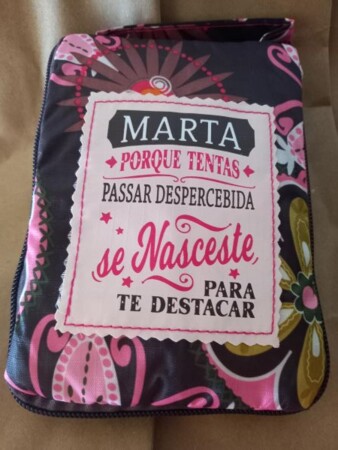 MARTA
PORQUE TENTAS
PASSAR DESPERCEBIDA
se Nasceste,
PARA
TE DESTACAR